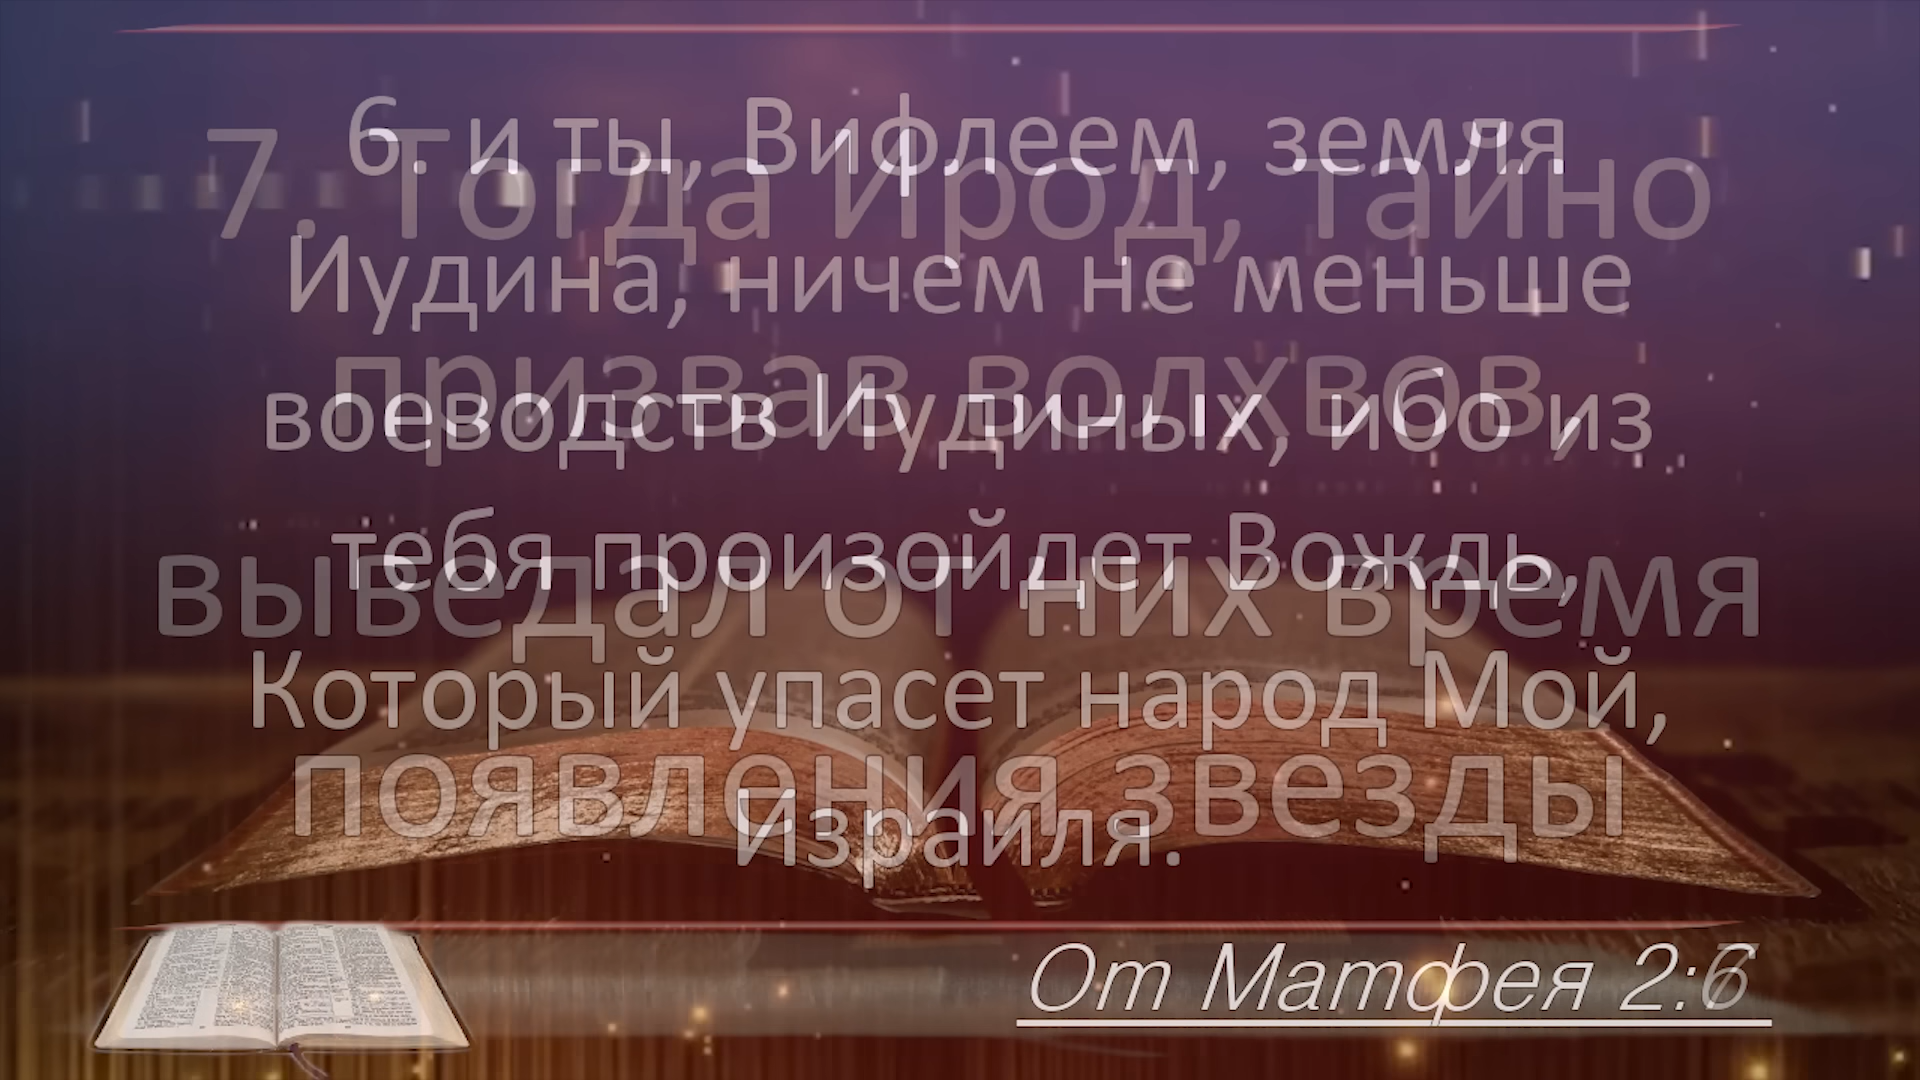 6. и ты, Вифлеем, земля
Иудина, ничем не меньше
воеводств Иудиных, ибо из
тебя произойдет Вождь,
Который упасет народ Мой,
Израиля.
7. Тогда Ирод, тайно
призвав волхвов,
выведал от них время
появления звезды
От Матфея 2:6